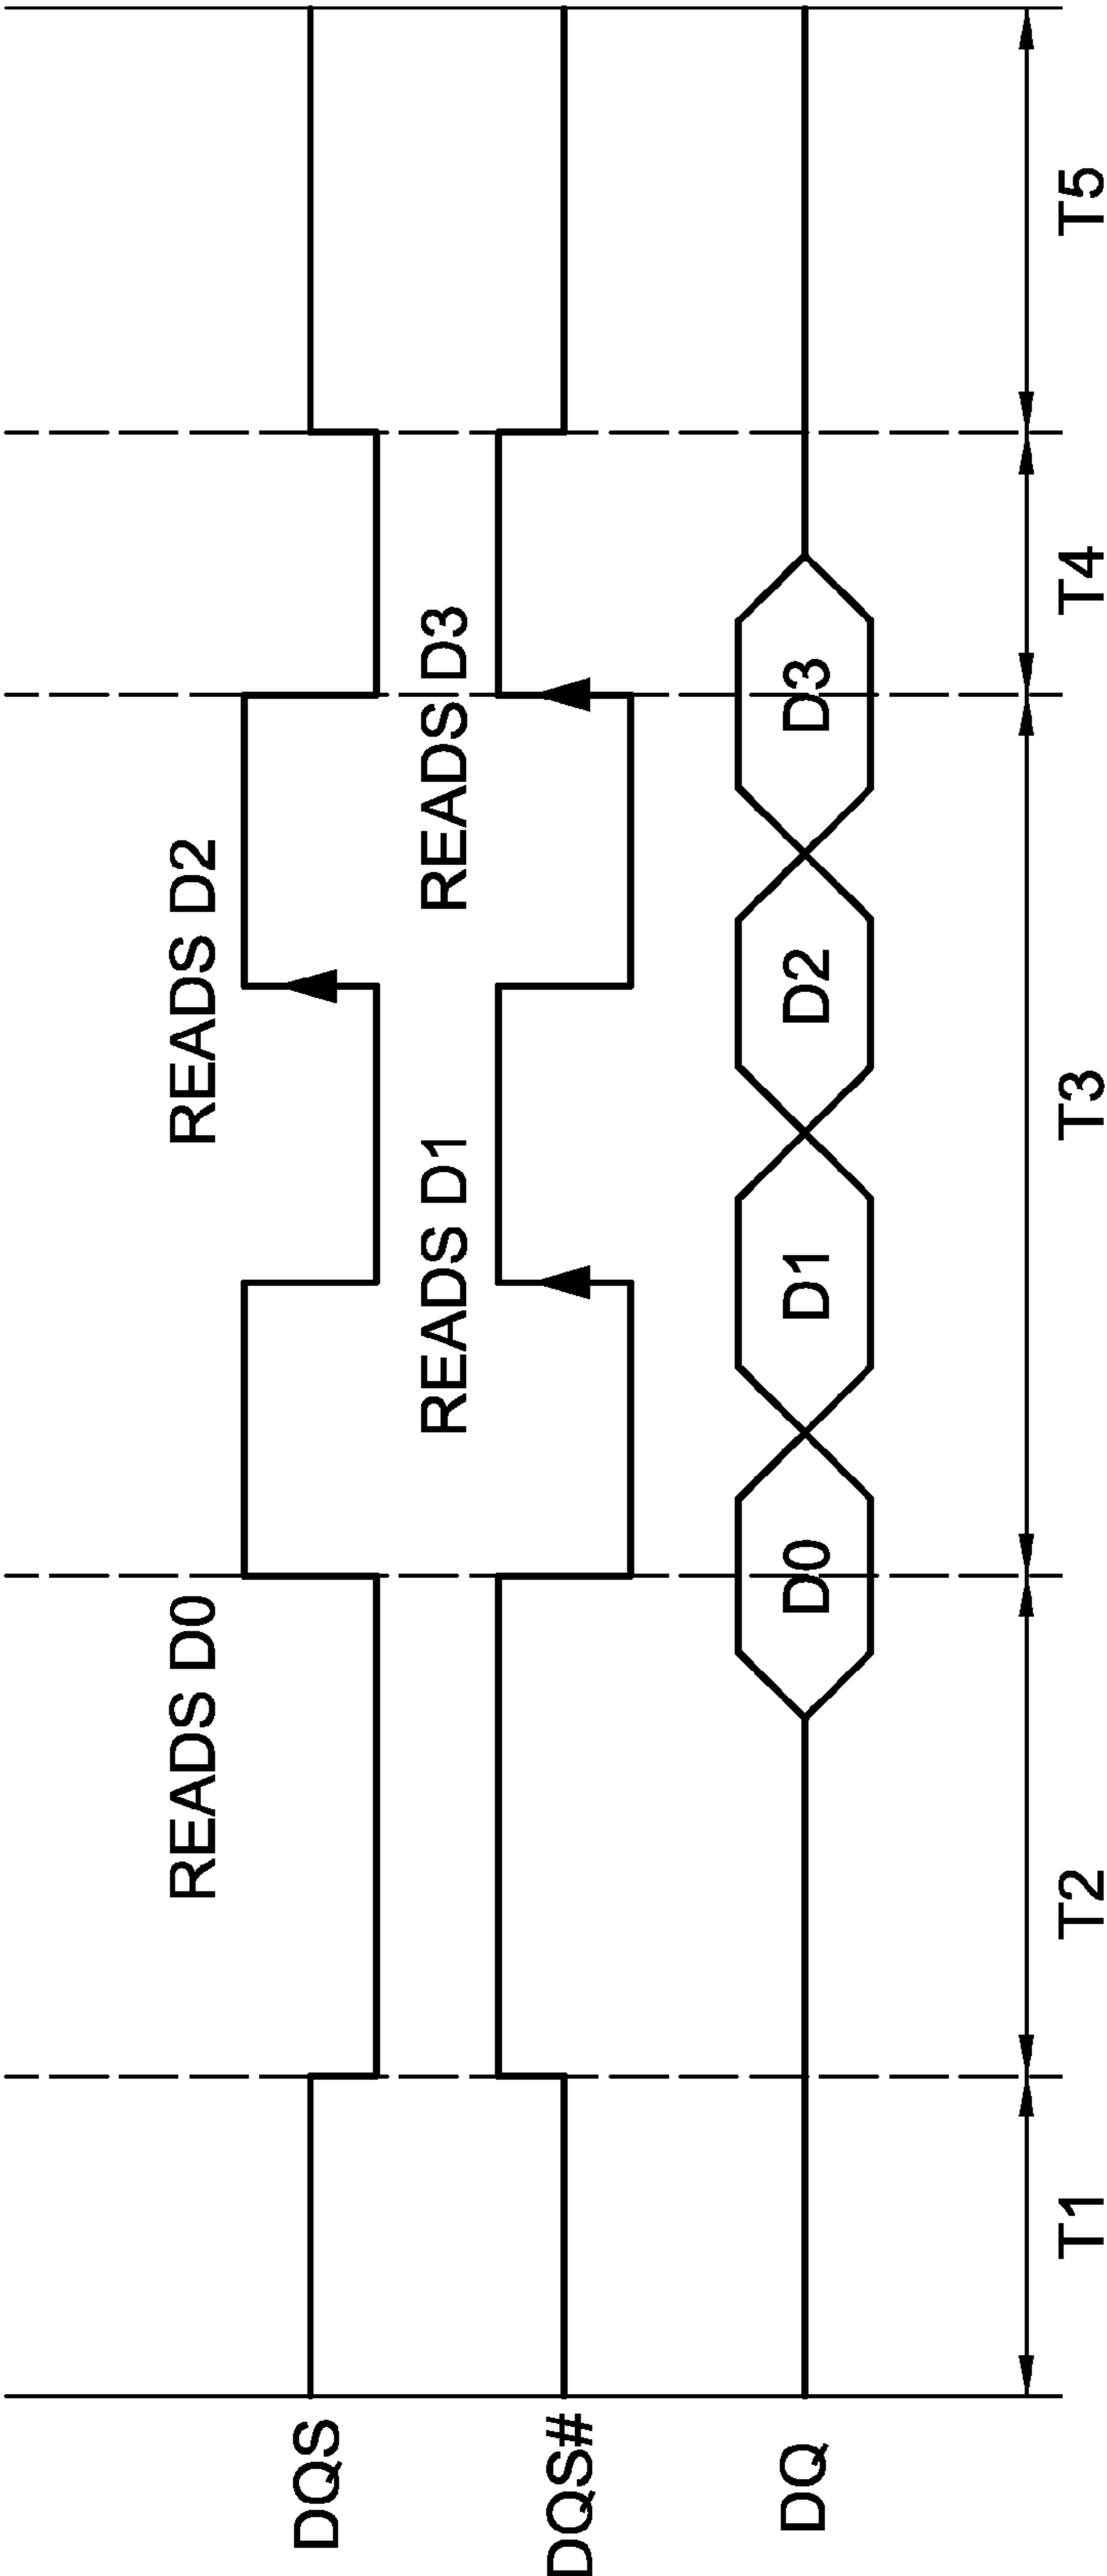 READS D0
READS D2
DQS
READS D1
READS D3
DQS#
DQ
D0
D1
D2
D3
T1
T2
T3
T4
T5